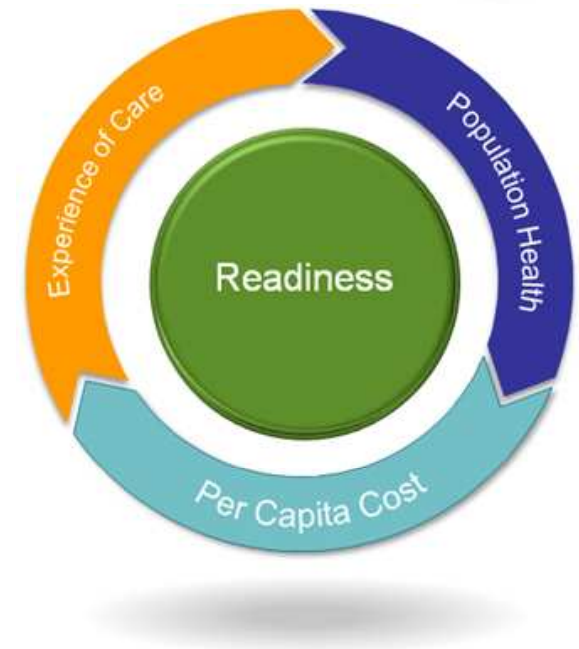 Experience of Care
Population Health
Readiness
Per Capita Cost